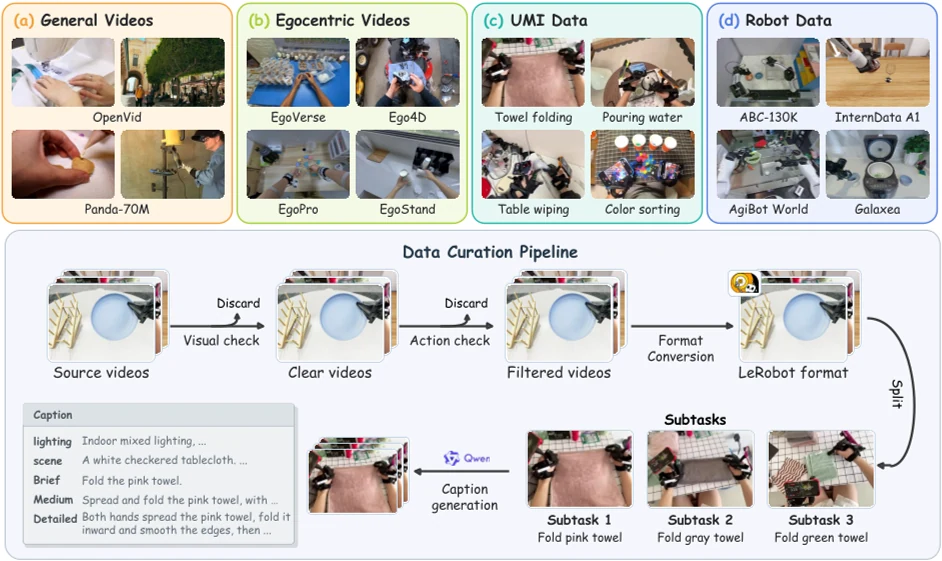 (a) General Videos
OpenVid
Panda-70M
(b) Egocentric Videos
EgoVerse
Ego4D
EgoPro
EgoStand
(c) UMI Data
Towel folding
Pouring water
Table wiping
Color sorting
(d) Robot Data
ABC-130K
InternData A1
AgiBot World
Galaxea
Data Curation Pipeline
Source videos
Discard
Visual check
Clear videos
Discard
Action check
Filtered videos
Format
Conversion
LeRobot format
Split
Subtasks
Subtask 1
Fold pink towel
Subtask 2
Fold gray towel
Subtask 3
Fold green towel
Qwen
Caption
generation
Caption
lighting Indoor mixed lighting, ...
scene A white checkered tablecloth. ...
Brief Fold the pink towel.
Medium Spread and fold the pink towel, with ...
Detailed Both hands spread the pink towel, fold it
inward and smooth the edges, then ...